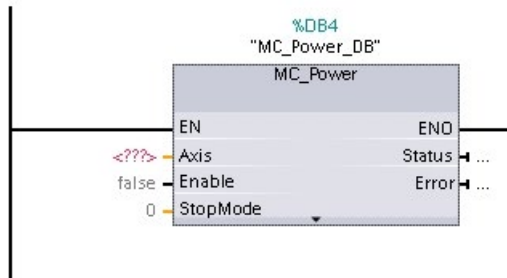 %DB4
"MC_Power_DB"
MC_Power
EN ENO
<???> Axis Status ...
false Enable Error ...
0 StopMode